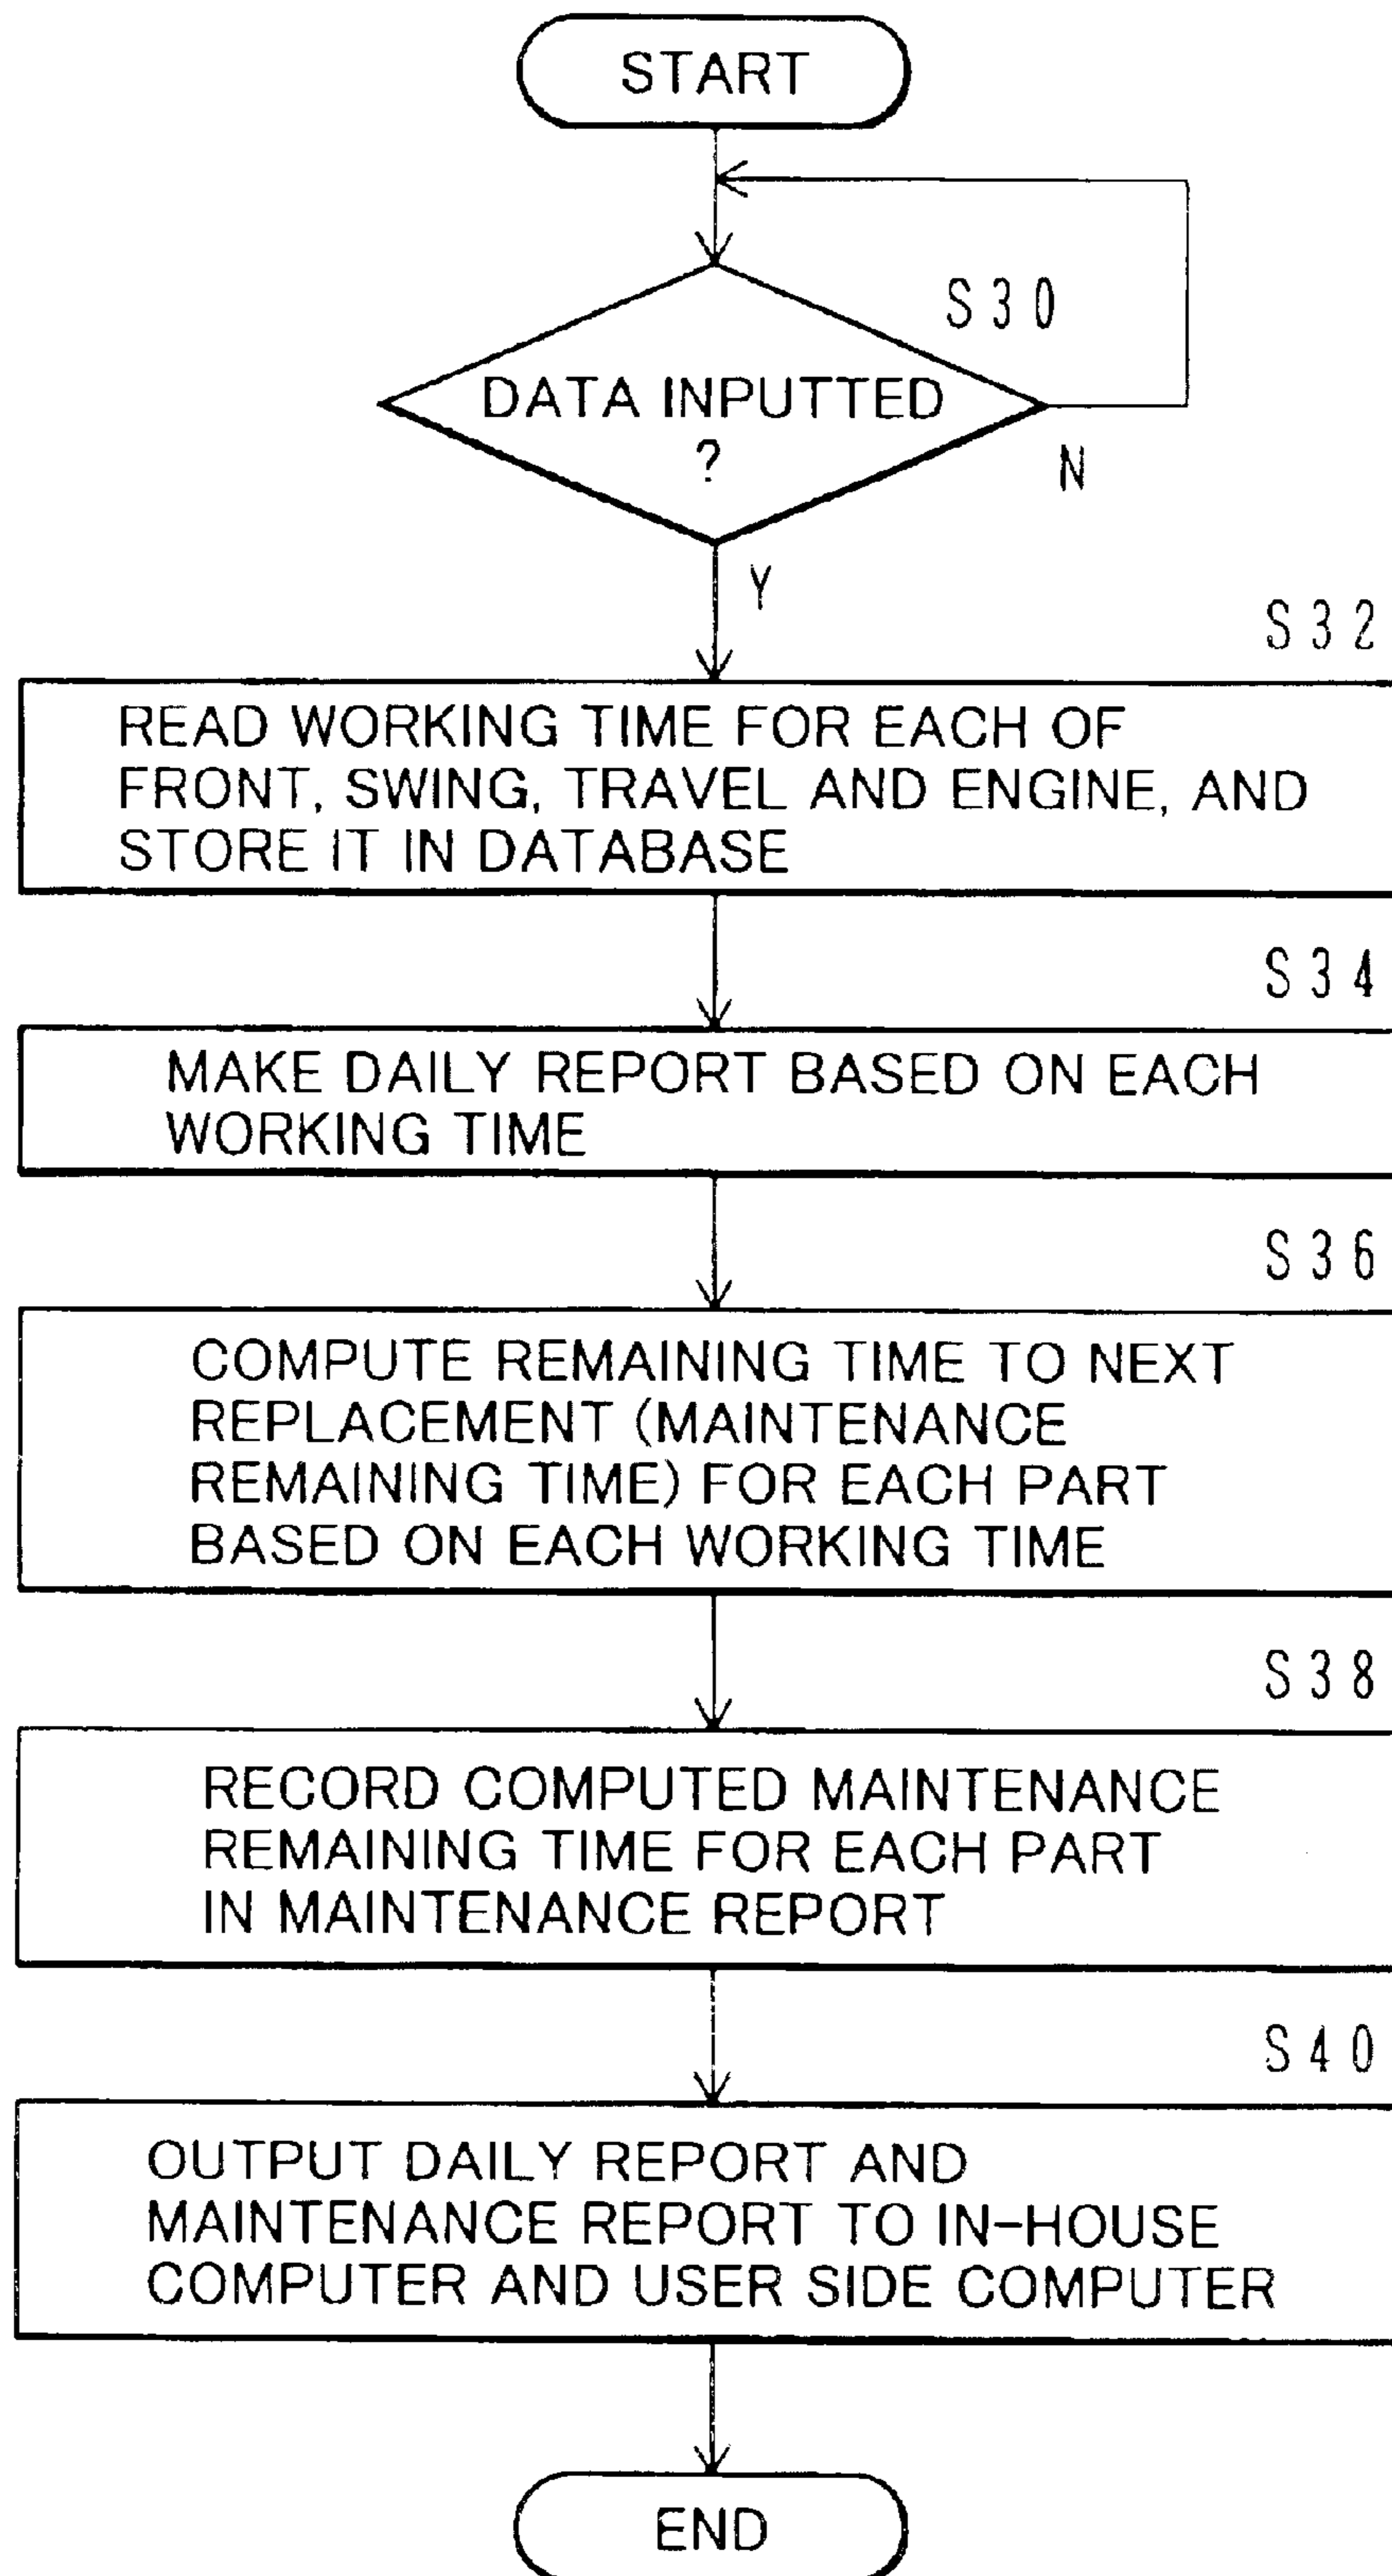 START
S30
DATA INPUTTED
?
N
Y
S32
READ WORKING TIME FOR EACH OF
FRONT, SWING, TRAVEL AND ENGINE, AND
STORE IT IN DATABASE
S34
MAKE DAILY REPORT BASED ON EACH
WORKING TIME
S36
COMPUTE REMAINING TIME TO NEXT
REPLACEMENT (MAINTENANCE
REMAINING TIME) FOR EACH PART
BASED ON EACH WORKING TIME
S38
RECORD COMPUTED MAINTENANCE
REMAINING TIME FOR EACH PART
IN MAINTENANCE REPORT
S40
OUTPUT DAILY REPORT AND
MAINTENANCE REPORT TO IN-HOUSE
COMPUTER AND USER SIDE COMPUTER
END